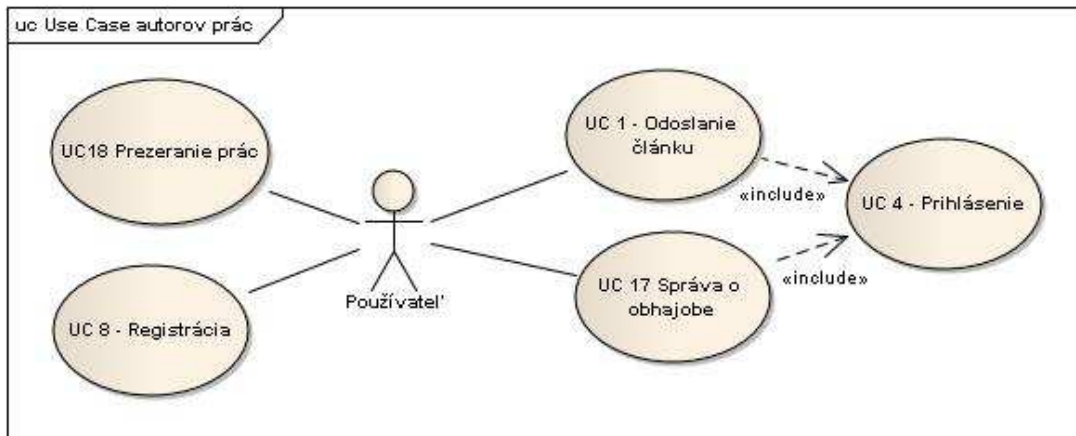 uc Use Case autorov prác
UC18 Prezeranie prác
UC 1 - Odoslanie
článku
«include»
UC 4 - Prihlásenie
Používateľ
UC 8 - Registrácia
UC 17 Správa o
obhajobe
«include»